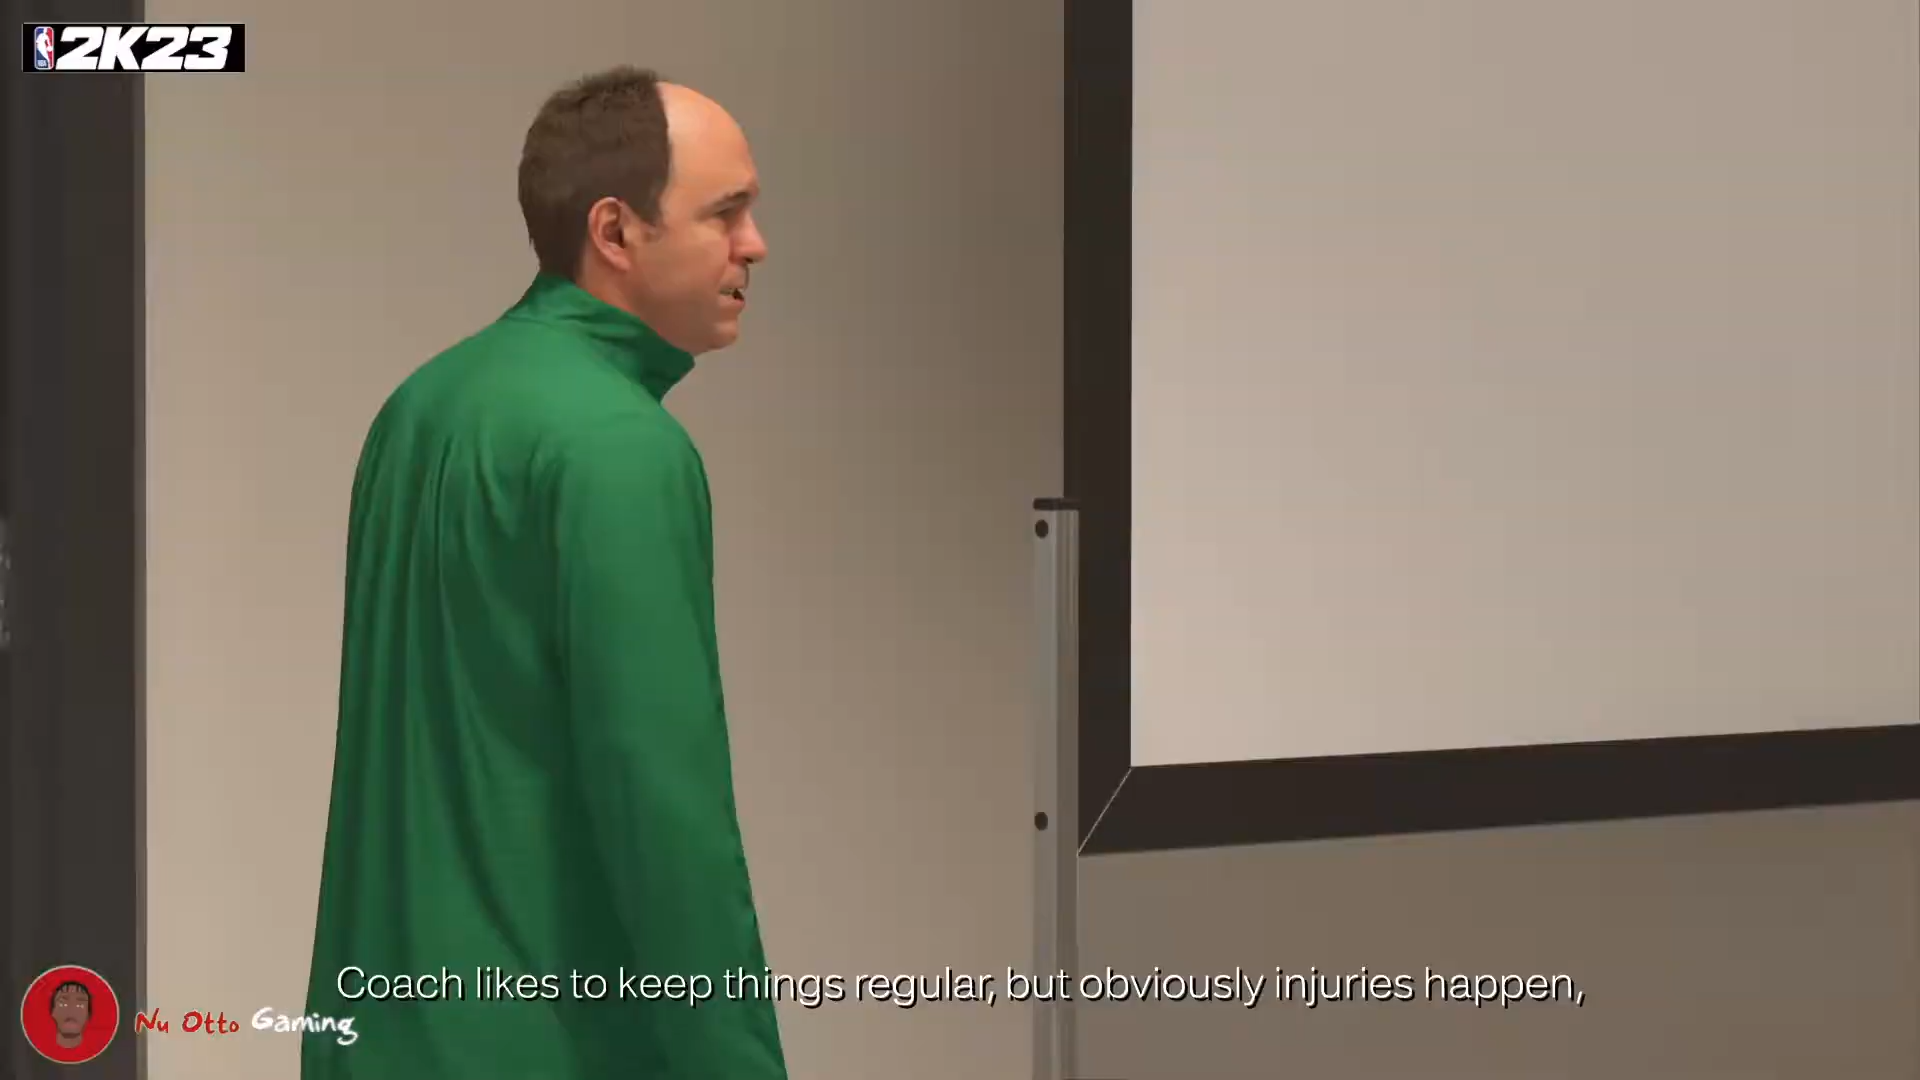 2K23
Coach likes to keep things regular, but obviously injuries happen,
Nu Otto Gaming